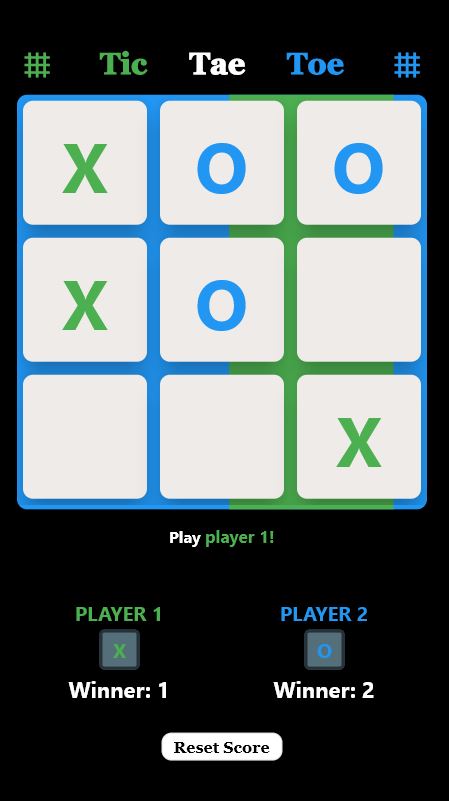 Tic Tae Toe
X O O
X O
X
Play player 1!
PLAYER 1 PLAYER 2
X O
Winner: 1 Winner: 2
Reset Score